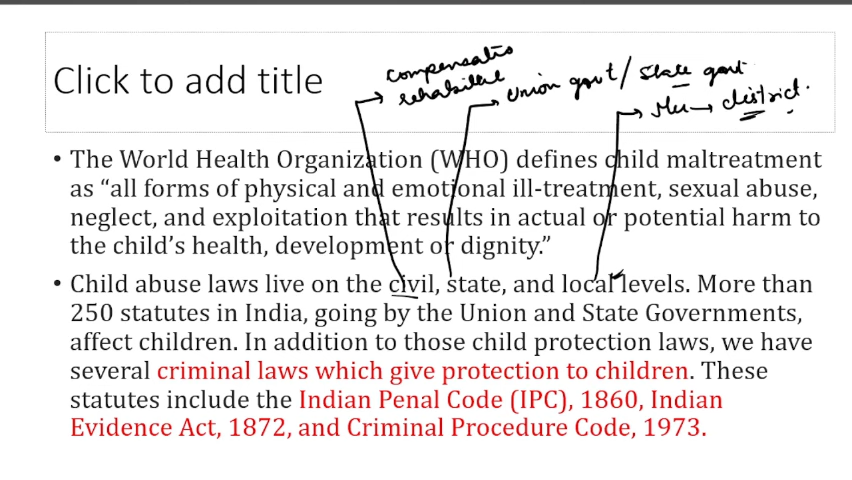 Click to add title
compensatio
rehabilitat
Union govt / State govt
district.
• The World Health Organization (WHO) defines child maltreatment
as “all forms of physical and emotional ill-treatment, sexual abuse,
neglect, and exploitation that results in actual or potential harm to
the child’s health, development or dignity.”
• Child abuse laws live on the civil, state, and local levels. More than
250 statutes in India, going by the Union and State Governments,
affect children. In addition to those child protection laws, we have
several criminal laws which give protection to children. These
statutes include the Indian Penal Code (IPC), 1860, Indian
Evidence Act, 1872, and Criminal Procedure Code, 1973.